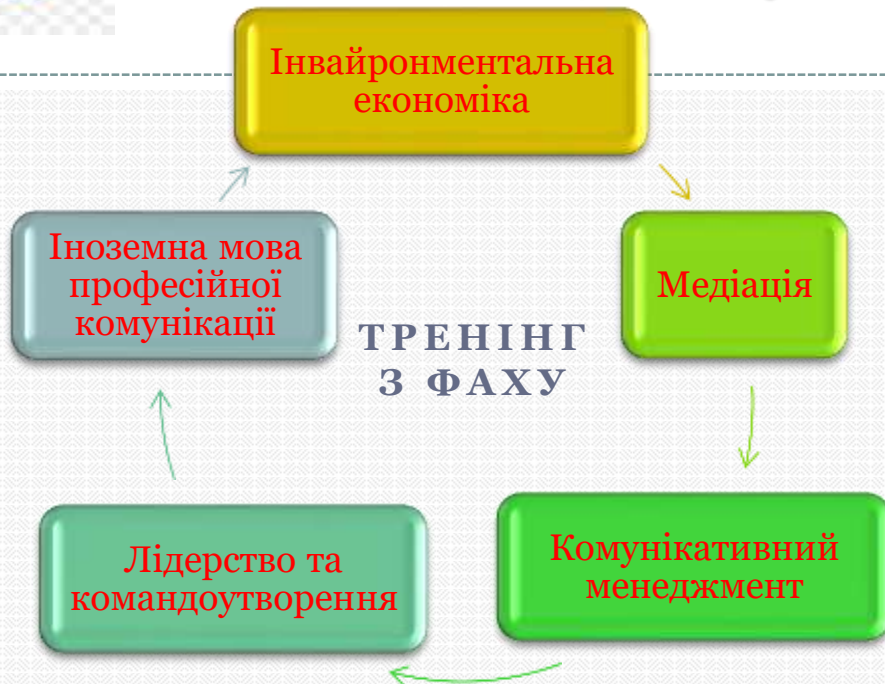 Інвайронментальна
економіка
Медіація
Комунікативний
менеджмент
Лідерство та
командоутворення
Іноземна мова
професійної
комунікації
ТРЕНІНГ
З ФАХУ